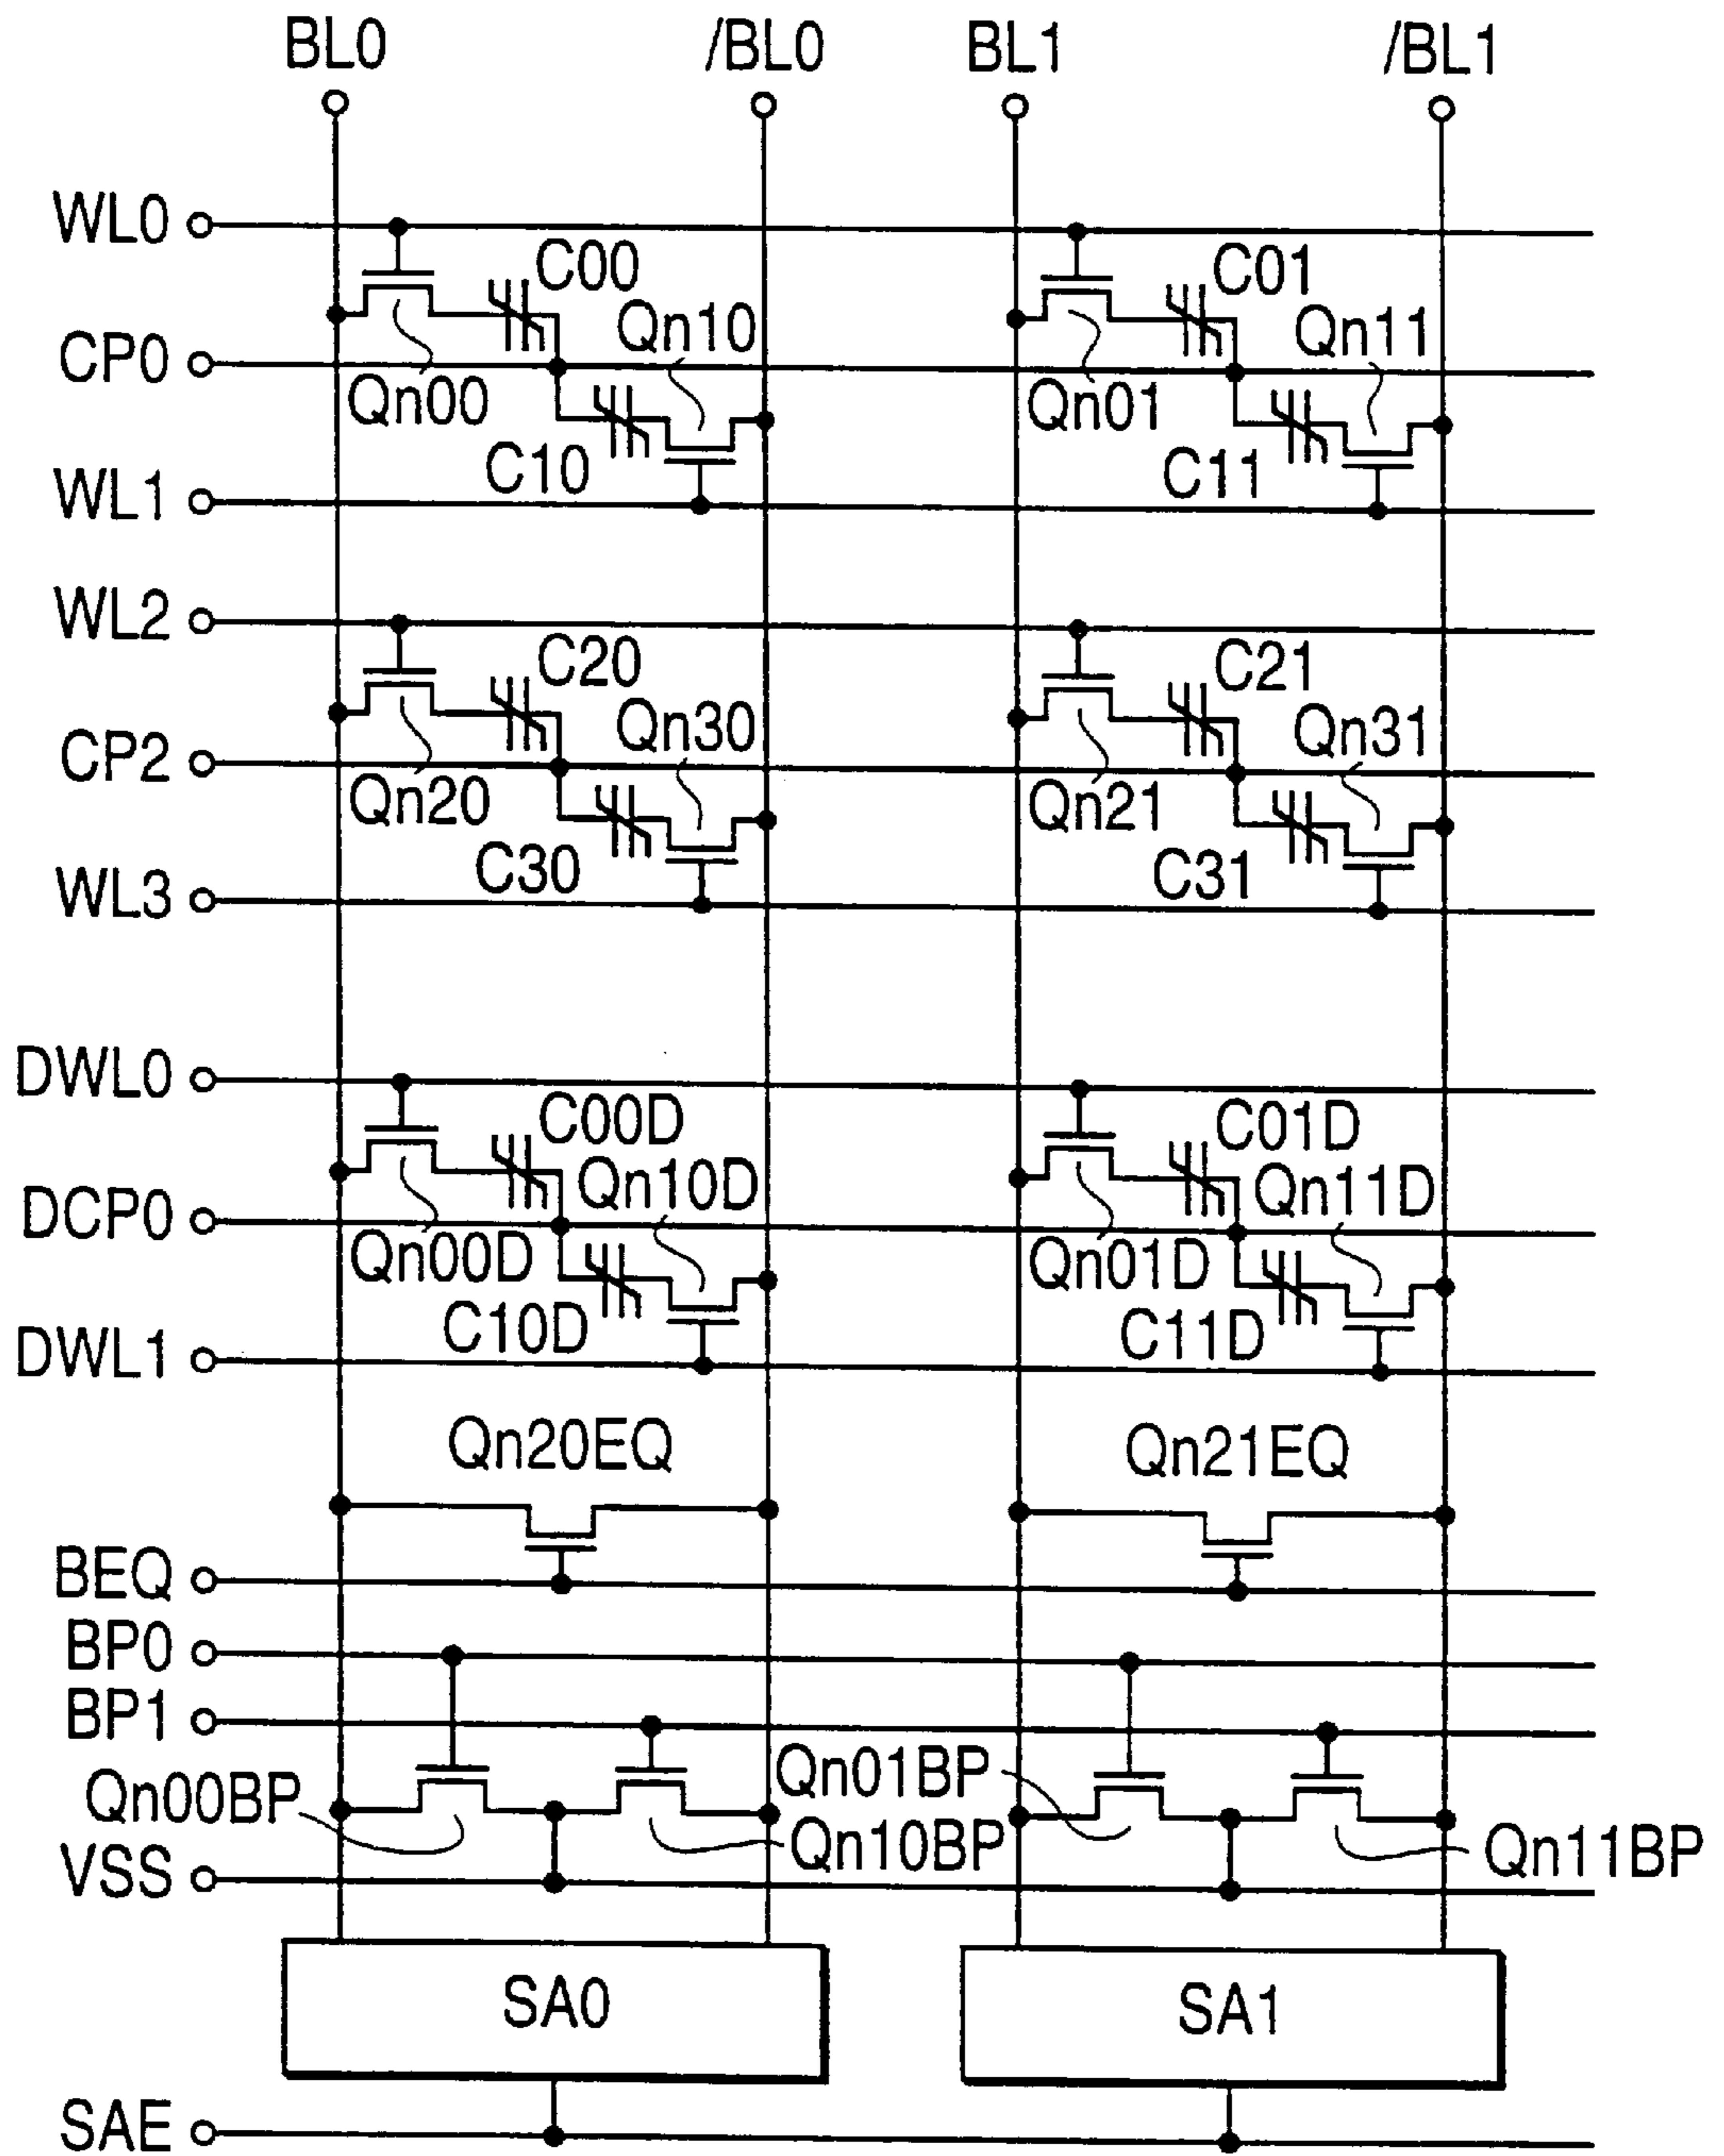 BL0 /BL0 BL1 /BL1
WL0
C00 C01
Qn10 Qn11
CP0
Qn00 Qn01
C10 C11
WL1
WL2
C20 C21
Qn30 Qn31
CP2
Qn20 Qn21
C30 C31
WL3
DWL0
C00D C01D
Qn10D Qn11D
DCP0
Qn00D Qn01D
C10D C11D
DWL1
Qn20EQ Qn21EQ
BEQ
BP0
BP1
Qn01BP
Qn00BP
Qn10BP Qn11BP
VSS
SA0 SA1
SAE